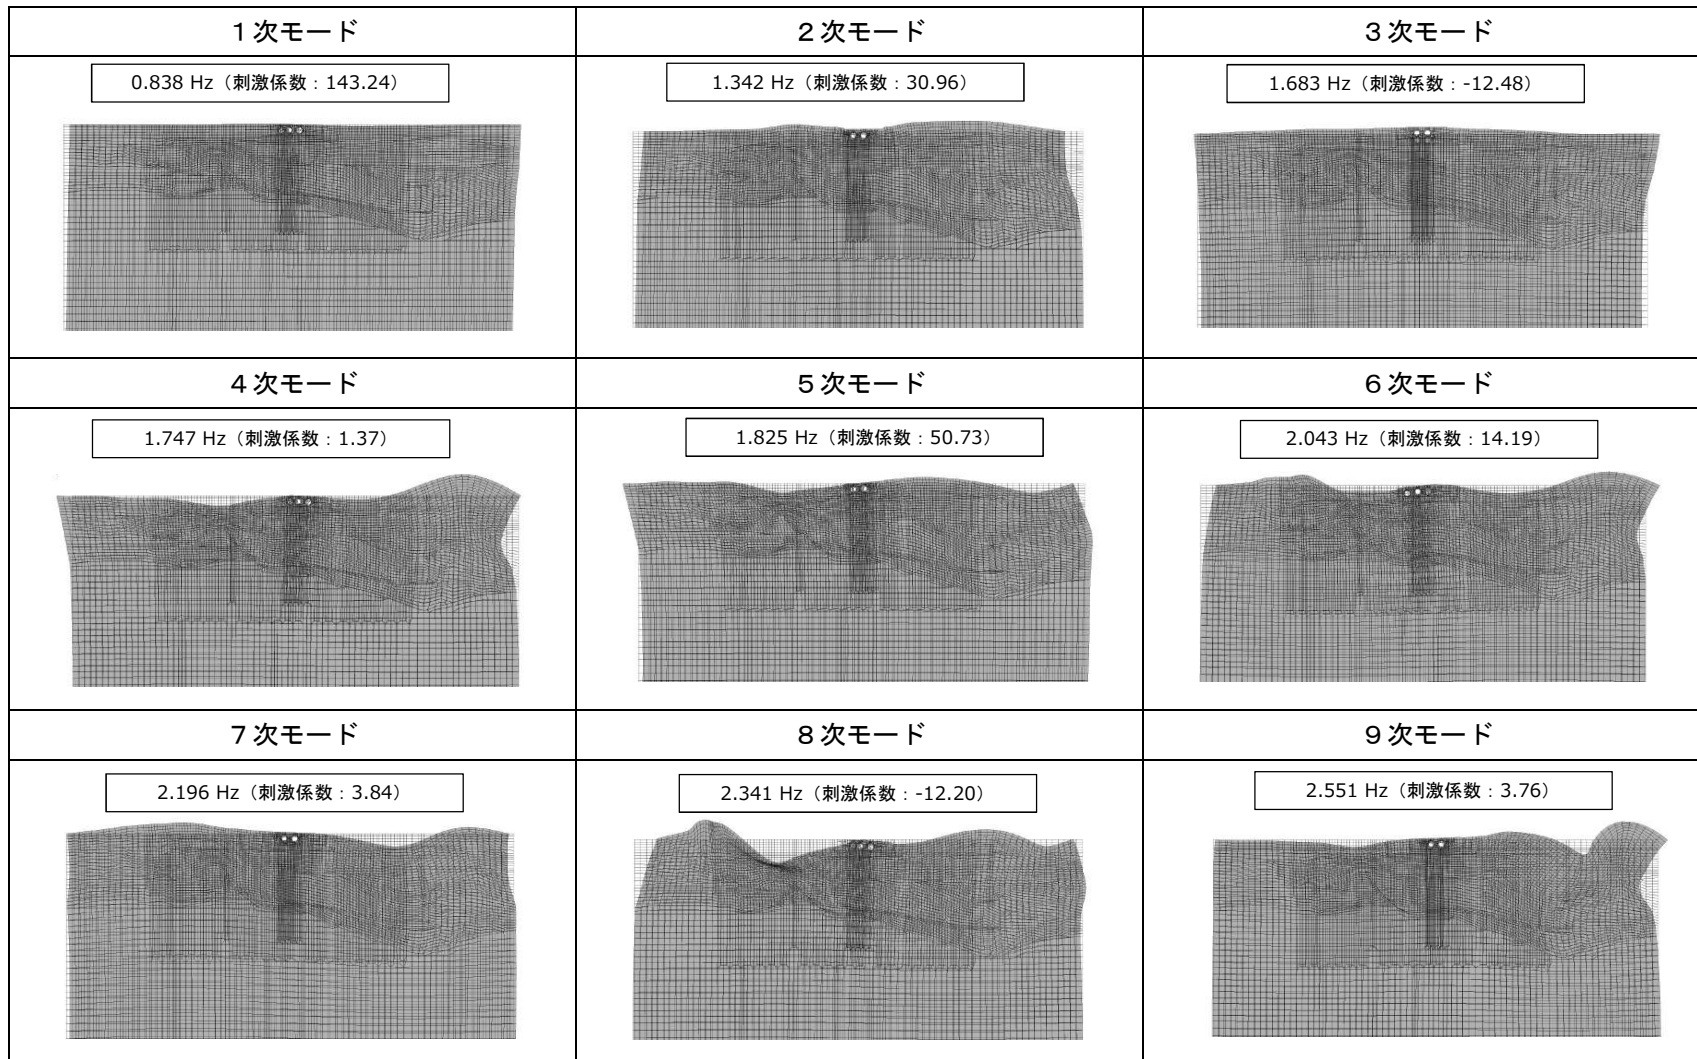 １次モード
２次モード
３次モード
0.838 Hz（刺激係数：143.24）
1.342 Hz（刺激係数：30.96）
1.683 Hz（刺激係数：-12.48）
４次モード
５次モード
６次モード
1.747 Hz（刺激係数：1.37）
1.825 Hz（刺激係数：50.73）
2.043 Hz（刺激係数：14.19）
７次モード
８次モード
９次モード
2.196 Hz（刺激係数：3.84）
2.341 Hz（刺激係数：-12.20）
2.551 Hz（刺激係数：3.76）